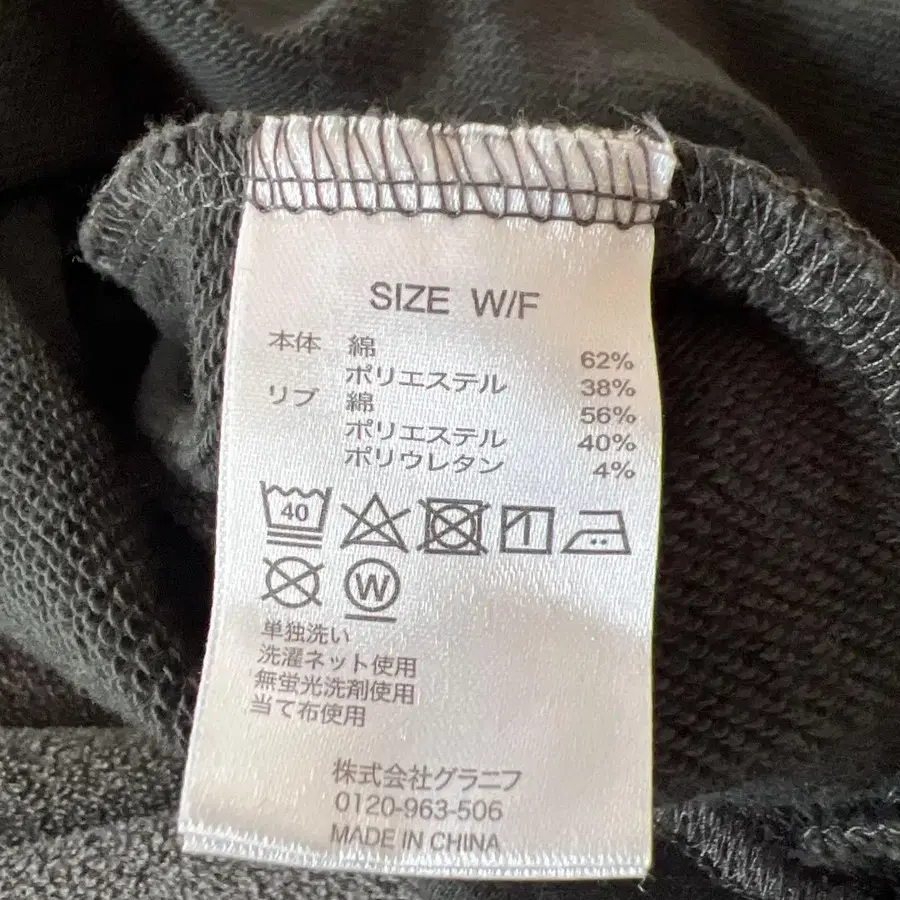 SIZE W/F
本体 綿 62%
ポリエステル 38%
リブ 綿 56%
ポリエステル 40%
ポリウレタン 4%
40
W
単独洗い
洗濯ネット使用
無蛍光洗剤使用
当て布使用
株式会社グラニフ
0120-963-506
MADE IN CHINA